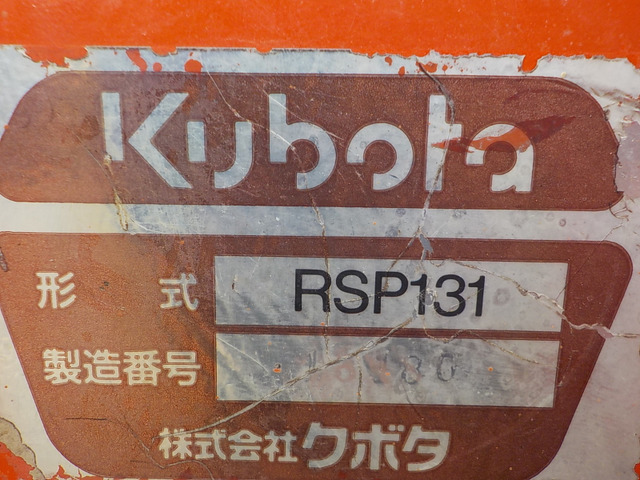 Kubota
形式 RSP131
製造番号
株式会社クボタ